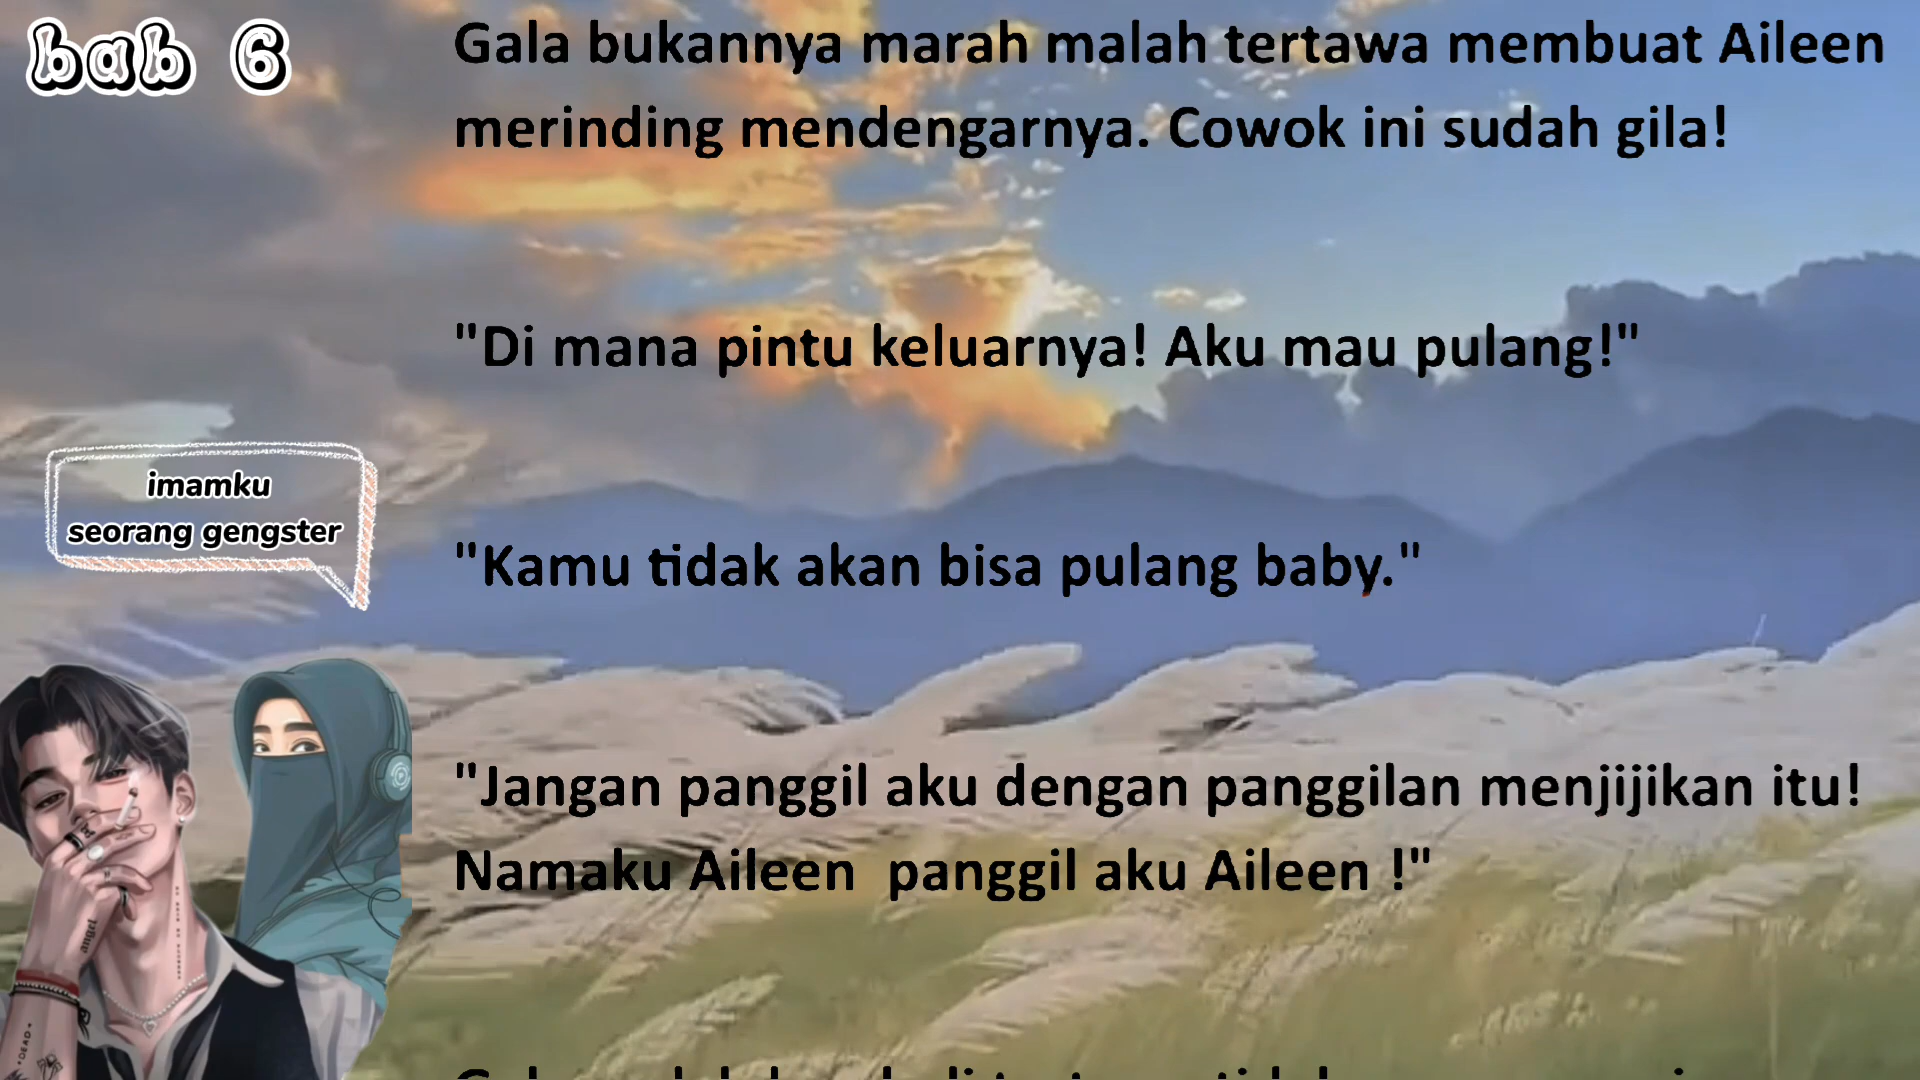 bab 6
Gala bukannya marah malah tertawa membuat Aileen
merinding mendengarnya. Cowok ini sudah gila!
"Di mana pintu keluarnya! Aku mau pulang!"
imamku
seorang gengster
"Kamu tidak akan bisa pulang baby."
"Jangan panggil aku dengan panggilan menjijikan itu!
Namaku Aileen  panggil aku Aileen !"
angel
DEAD